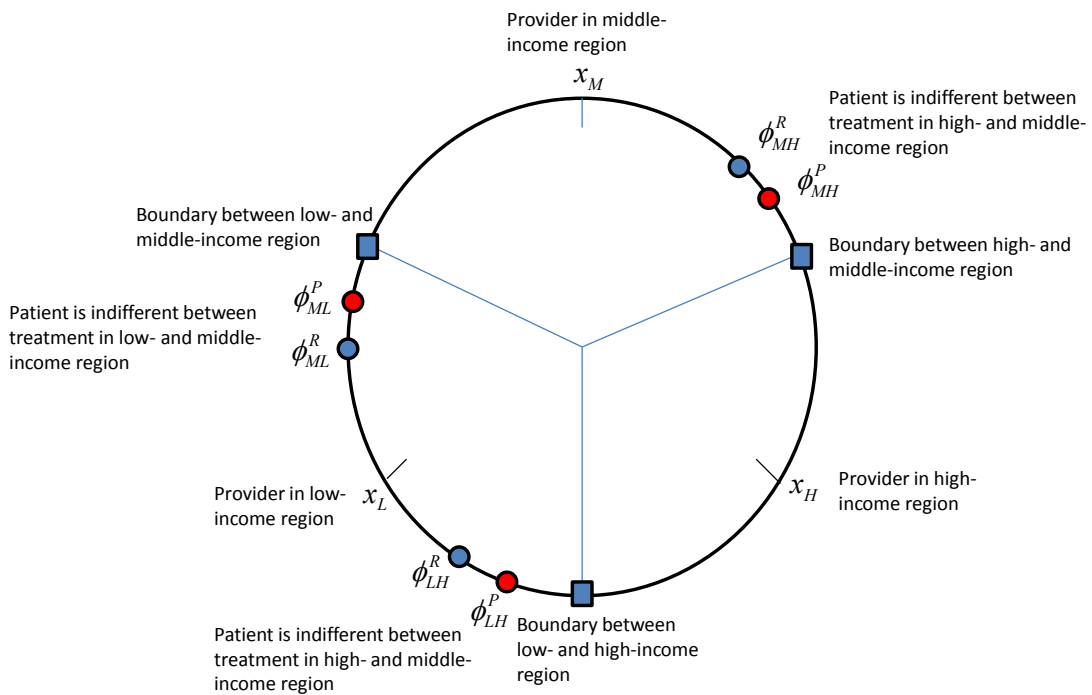 Provider in middle-
income region
x_M
Patient is indifferent between
treatment in high- and middle-
income region
ϕ^R_MH
ϕ^P_MH
Boundary between low- and
middle-income region
Boundary between high- and
middle-income region
ϕ^P_ML
Patient is indifferent between
treatment in low- and middle-
income region
ϕ^R_ML
Provider in low-
income region
x_L
x_H
Provider in high-
income region
ϕ^R_LH
ϕ^P_LH
Patient is indifferent between
treatment in high- and middle-
income region
Boundary between
low- and high-income
region